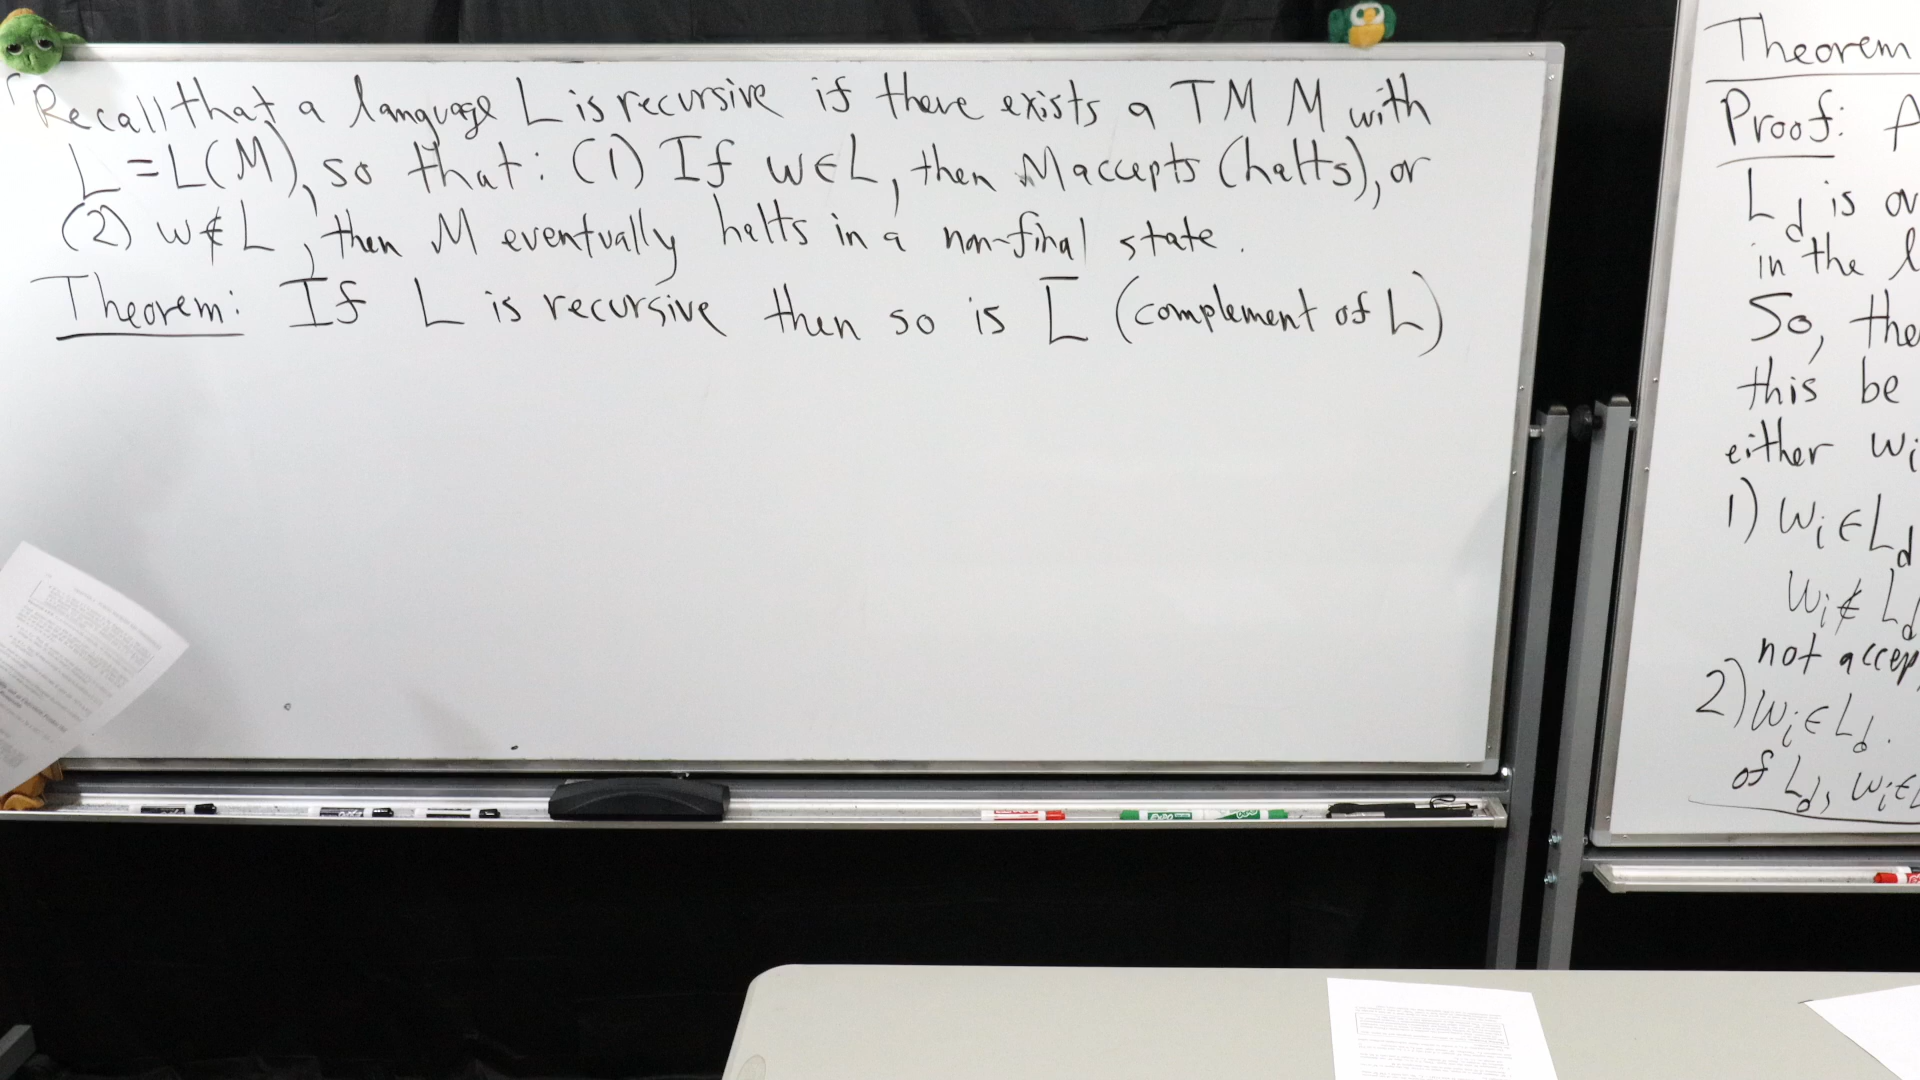 Recall that a language L is recursive if there exists a TM M with
L = L(M), so that: (1) If w∈L, then M accepts (halts), or
(2) w∉L, then M eventually halts in a non-final state.
Theorem: If L is recursive then so is L̅ (complement of L)
Theorem
Proof: A
L_d is
in the
So, the
this be
either w_i
1) w_i∈L_d
w_i∉L_d
not
2) w_i∈L_d.
of L_d, w_i∈